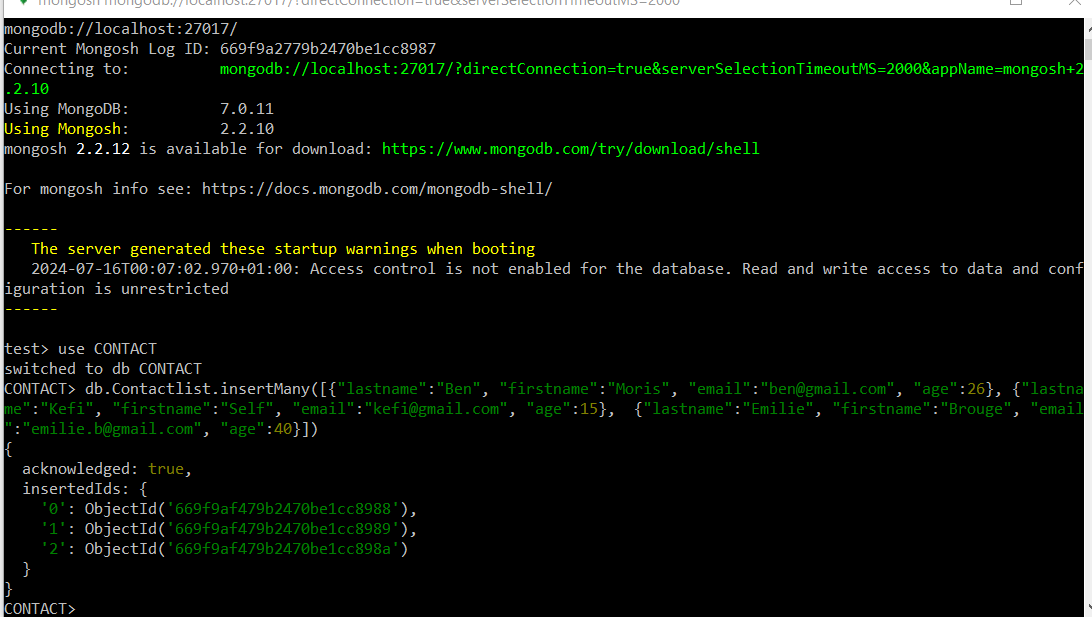 mongosh mongodb://localhost:27017/?directConnection=true&serverSelectionTimeoutMS=2000
mongodb://localhost:27017/
Current Mongosh Log ID: 669f9a2779b2470be1cc8987
Connecting to:          mongodb://localhost:27017/?directConnection=true&serverSelectionTimeoutMS=2000&appName=mongosh+2
.2.10
Using MongoDB:          7.0.11
Using Mongosh:          2.2.10
mongosh 2.2.12 is available for download: https://www.mongodb.com/try/download/shell
For mongosh info see: https://docs.mongodb.com/mongodb-shell/
------
   The server generated these startup warnings when booting
   2024-07-16T00:07:02.970+01:00: Access control is not enabled for the database. Read and write access to data and conf
iguration is unrestricted
------
test> use CONTACT
switched to db CONTACT
CONTACT> db.Contactlist.insertMany([{"lastname":"Ben", "firstname":"Moris", "email":"ben@gmail.com", "age":26}, {"lastna
me":"Kefi", "firstname":"Self", "email":"kefi@gmail.com", "age":15},  {"lastname":"Emilie", "firstname":"Brouge", "email
":"emilie.b@gmail.com", "age":40}])
{
  acknowledged: true,
  insertedIds: {
    '0': ObjectId('669f9af479b2470be1cc8988'),
    '1': ObjectId('669f9af479b2470be1cc8989'),
    '2': ObjectId('669f9af479b2470be1cc898a')
  }
}
CONTACT>